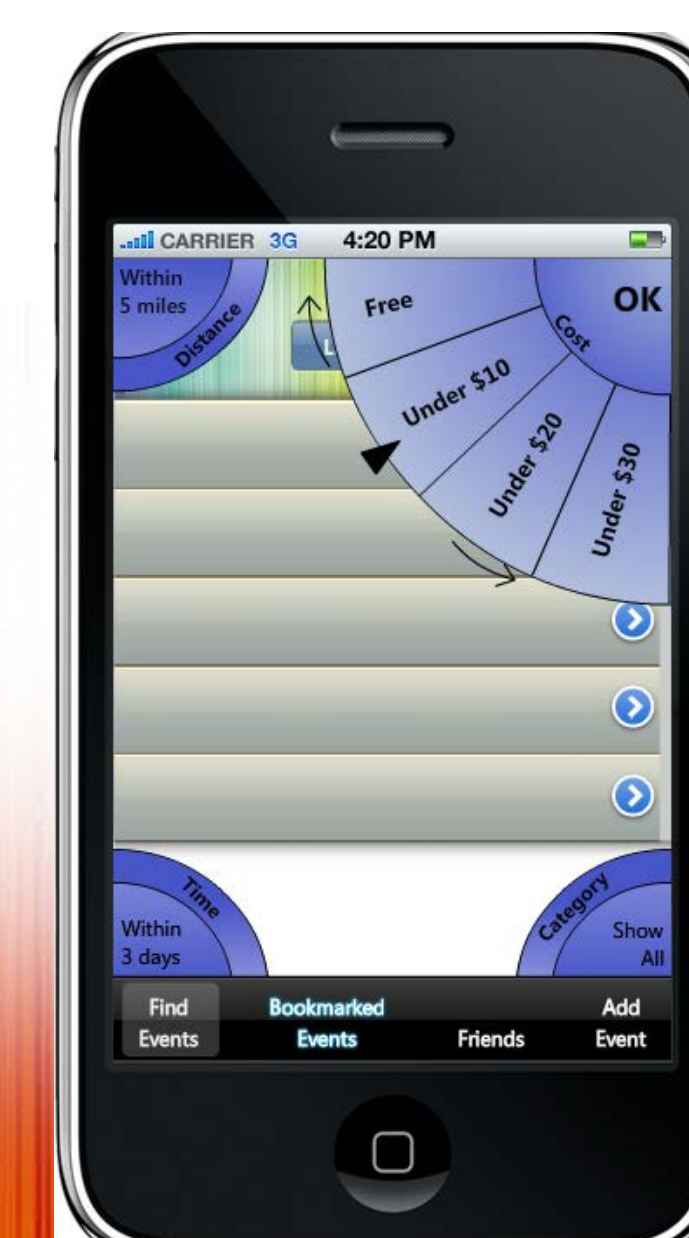 CARRIER 3G 4:20 PM
Within
5 miles
Distance
Free
Under $10
Under $20
Under $30
Cost
OK
L
Time
Within
3 days
Category
Show
All
Find
Events
Bookmarked
Events
Friends
Add
Event